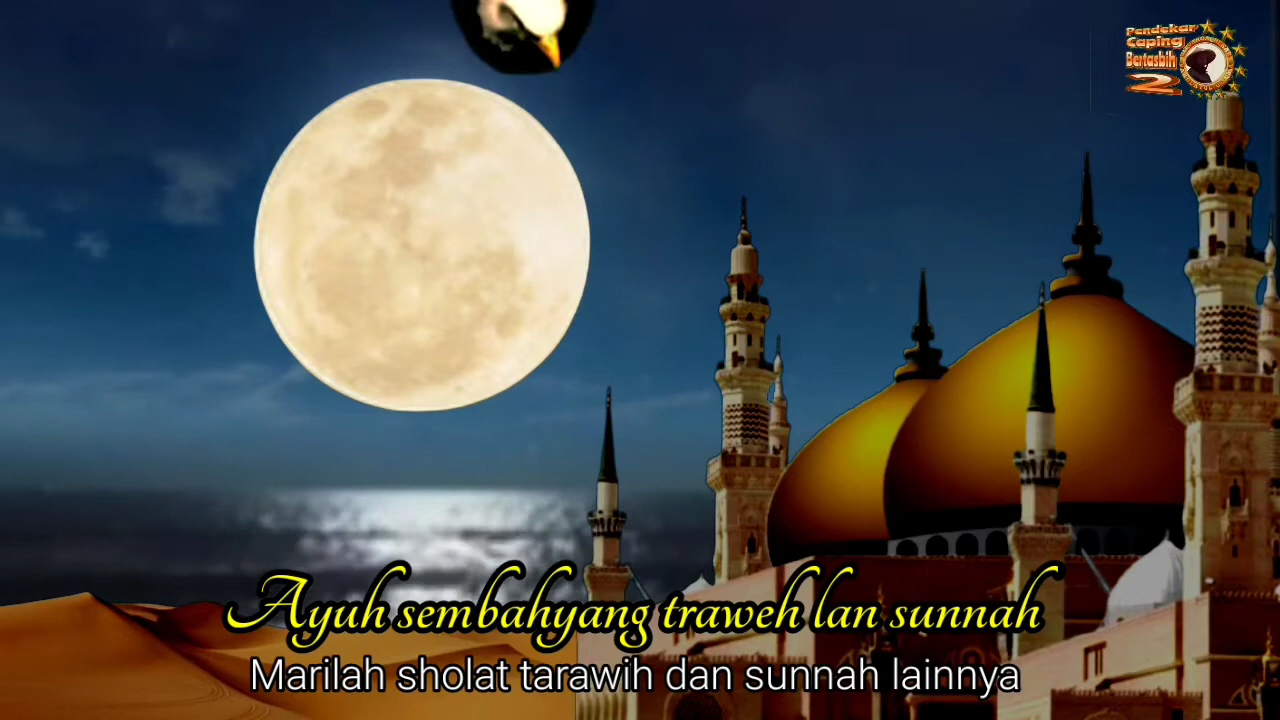 Pendekar
Caping
Bertasbih
2
Ayuh sembahyang traweh lan sunnah
Marilah sholat tarawih dan sunnah lainnya